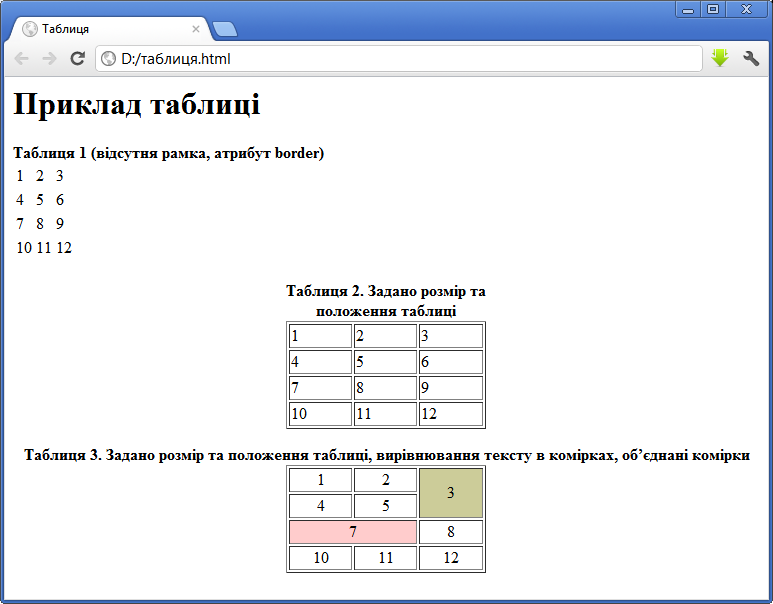 Таблиця
D:/таблиця.html
Приклад таблиці
Таблиця 1 (відсутня рамка, атрибут border)
1 2 3
4 5 6
7 8 9
10 11 12
Таблиця 2. Задано розмір та
положення таблиці
1 2 3
4 5 6
7 8 9
10 11 12
Таблиця 3. Задано розмір та положення таблиці, вирівнювання тексту в комірках, об’єднані комірки
1 2 3
4 5
7 8
10 11 12